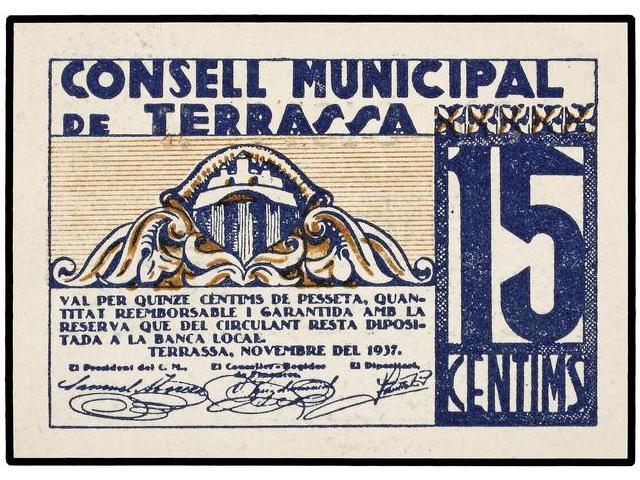 CONSELL MUNICIPAL
DE TERRASSA
15
CENTIMS
VAL PER QUINZE CÈNTIMS DE PESSETA, QUAN-
TITAT REEMBORSABLE I GARANTIDA AMB LA
RESERVA QUE DEL CIRCULANT RESTA DIPOSI-
TADA A LA BANCA LOCAL.
TERRASSA, NOVEMBRE DEL 1937.
El President del C. M., El Conseller-Regidor El Dipositari,
de Finances